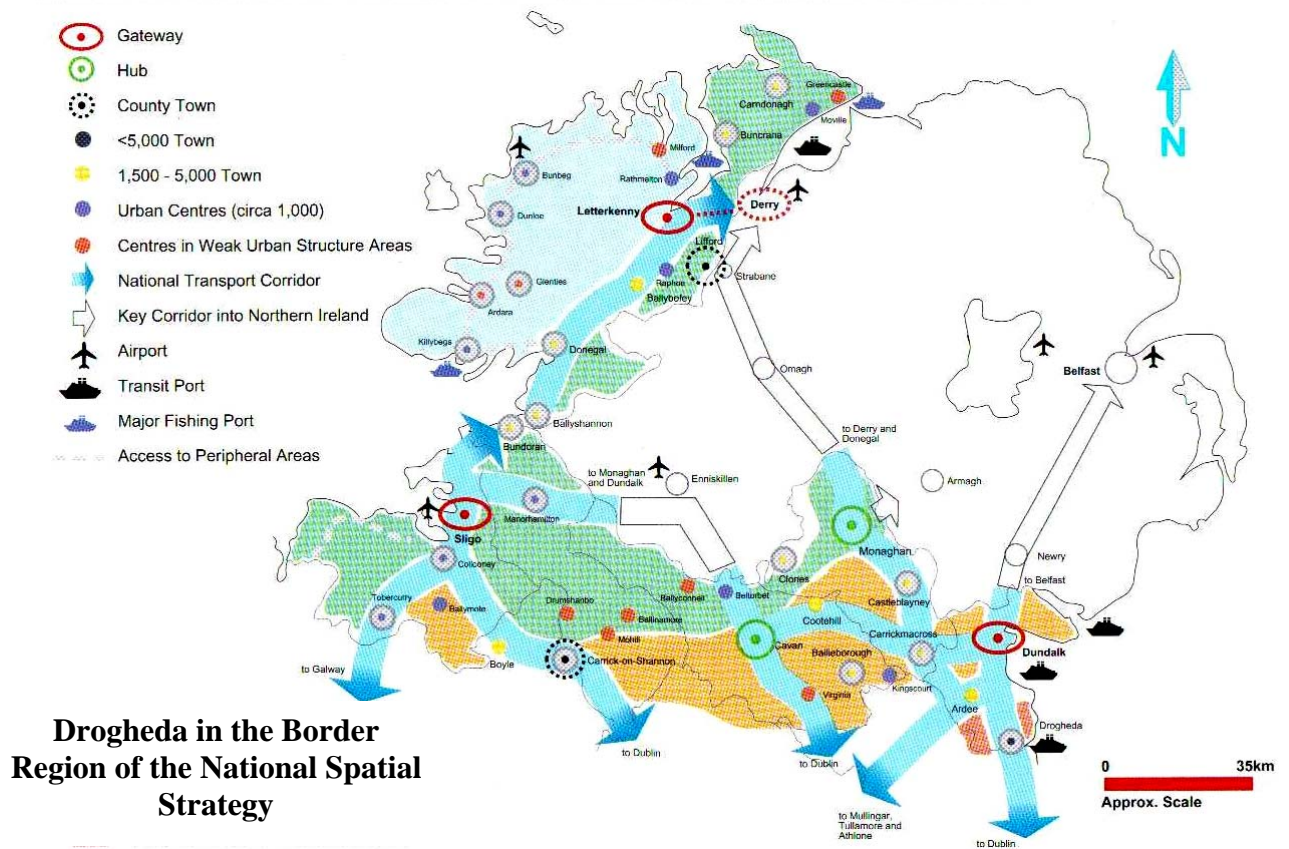 Gateway
Hub
County Town
<5,000 Town
1,500 - 5,000 Town
Urban Centres (circa 1,000)
Centres in Weak Urban Structure Areas
National Transport Corridor
Key Corridor into Northern Ireland
Airport
Transit Port
Major Fishing Port
Access to Peripheral Areas
N
Greencastle
Carndonagh
Moville
Buncrana
Milford
Rathmelton
Bunbeg
Letterkenny
Derry
Dungloe
Lifford
Strabane
Raphoe
Ballybofey
Glenties
Ardara
Killybegs
Donegal
Omagh
Belfast
Ballyshannon
Bundoran
to Derry and
Donegal
to Monaghan
and Dundalk
Enniskillen
Armagh
Manorhamilton
Sligo
Monaghan
Newry
Colloney
Clones
to Belfast
Tobercurry
Ballymote
Drumshanbo
Ballyconnell
Belturbet
Ballinamore
Castleblayney
Cootehill
Mohill
Carrickmacross
Boyle
Carrick-on-Shannon
Cavan
Bailieborough
Dundalk
to Galway
Virginia
Kingscourt
Ardee
Drogheda
Drogheda in the Border
Region of the National Spatial
Strategy
to Dublin
to Dublin
0 35km
Approx. Scale
to Mullingar,
Tullamore and
Athlone
to Dublin